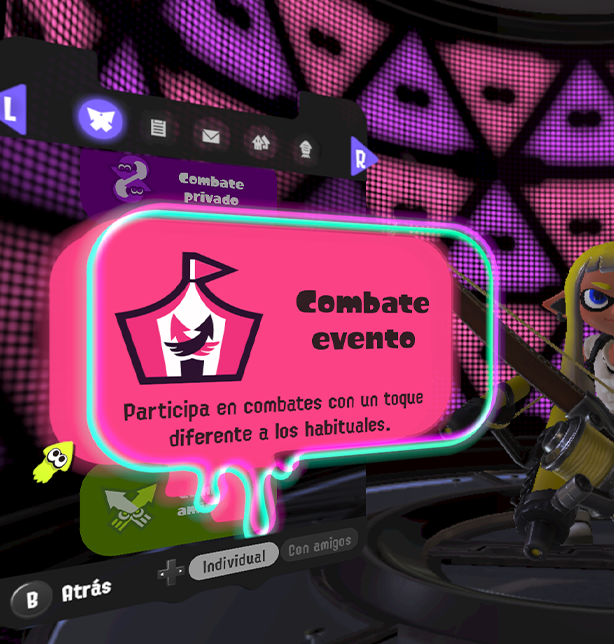 L
R
Combate
privado
Combate
evento
Participa en combates con un toque
diferente a los habituales.
Individual
Con amigos
B Atrás